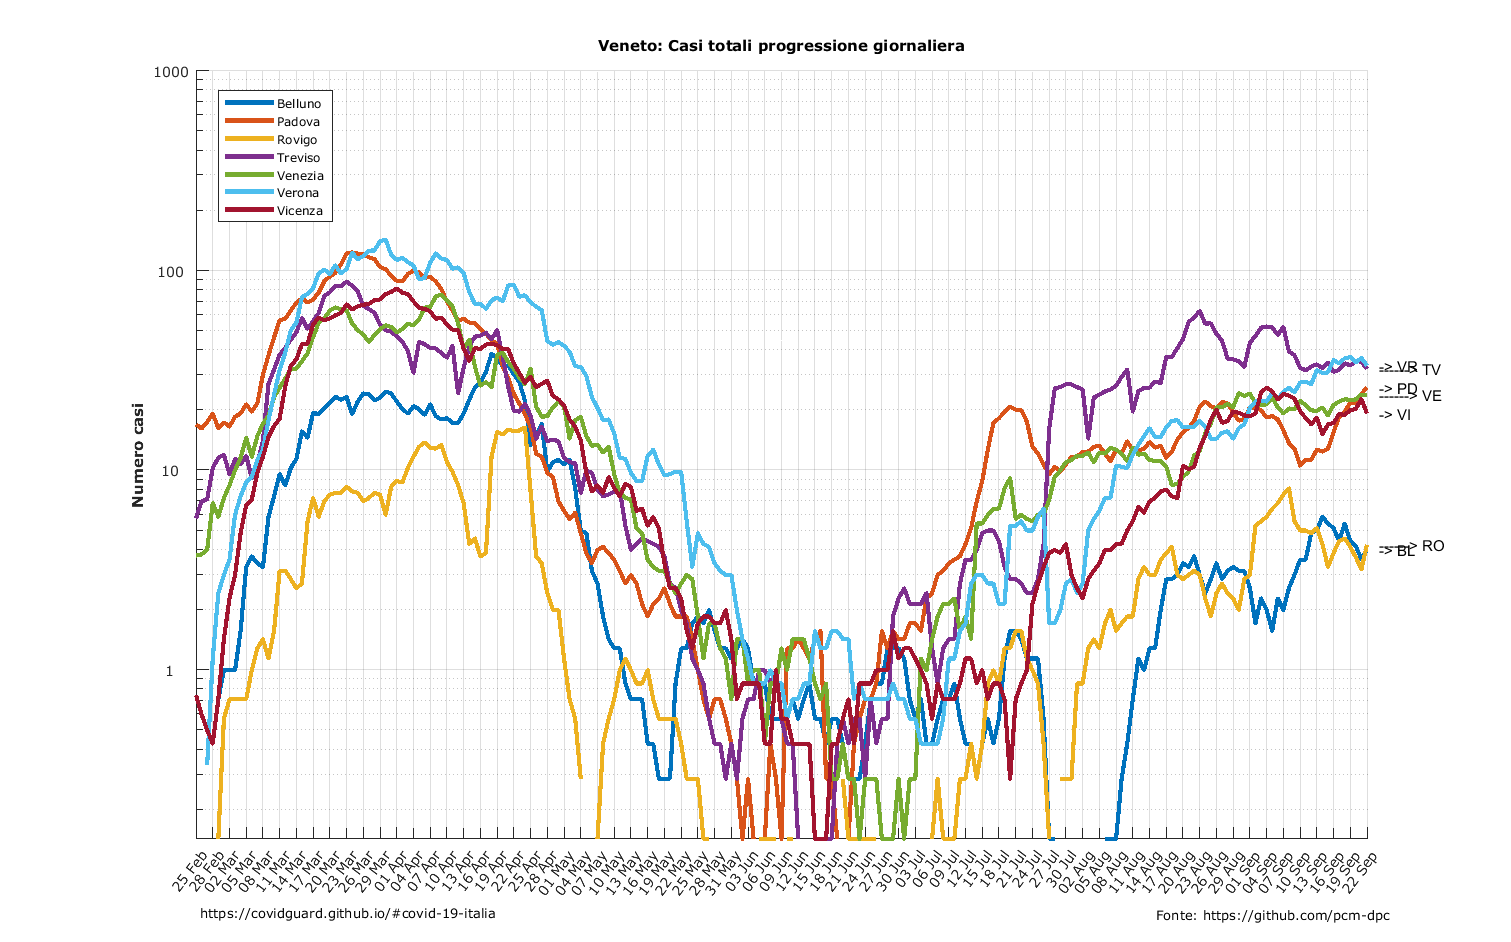 Veneto: Casi totali progressione giornaliera
1000
100
10
1
Numero casi
Belluno
Padova
Rovigo
Treviso
Venezia
Verona
Vicenza
-> VR
------> TV
-> PD
------> VE
-> VI
------> RO
-> BL
25 Feb
28 Feb
02 Mar
05 Mar
08 Mar
11 Mar
14 Mar
17 Mar
20 Mar
23 Mar
26 Mar
29 Mar
01 Apr
04 Apr
07 Apr
10 Apr
13 Apr
16 Apr
19 Apr
22 Apr
25 Apr
28 Apr
01 May
04 May
07 May
10 May
13 May
16 May
19 May
22 May
25 May
28 May
31 May
03 Jun
06 Jun
09 Jun
12 Jun
15 Jun
18 Jun
21 Jun
24 Jun
27 Jun
30 Jun
03 Jul
06 Jul
09 Jul
12 Jul
15 Jul
18 Jul
21 Jul
24 Jul
27 Jul
30 Jul
02 Aug
05 Aug
08 Aug
11 Aug
14 Aug
17 Aug
20 Aug
23 Aug
26 Aug
29 Aug
01 Sep
04 Sep
07 Sep
10 Sep
13 Sep
16 Sep
19 Sep
22 Sep
https://covidguard.github.io/#covid-19-italia
Fonte: https://github.com/pcm-dpc